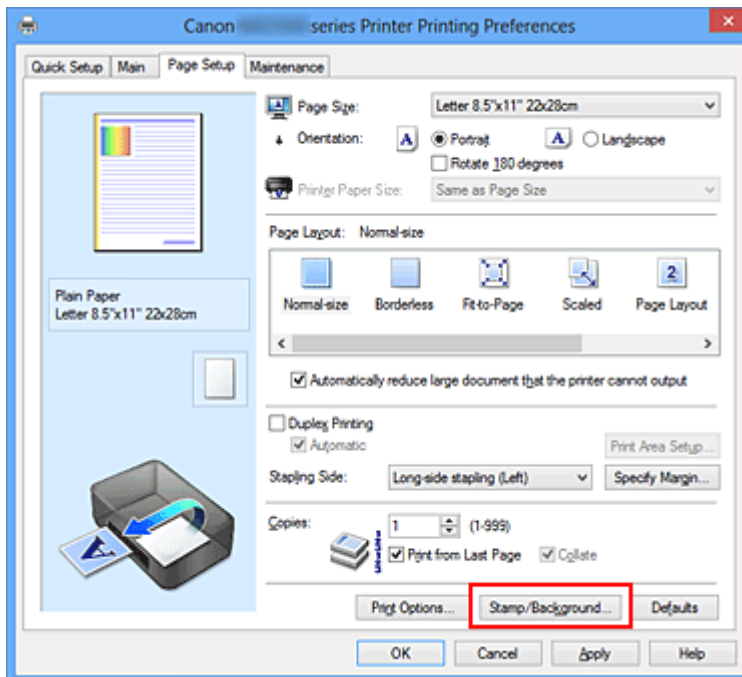 Canon series Printer Printing Preferences
Quick Setup Main Page Setup Maintenance
Page Size: Letter 8.5"x11" 22x28cm
Orientation: A Portrait A Landscape
Rotate 180 degrees
Printer Paper Size: Same as Page Size
Page Layout: Normal-size
Normal-size Borderless Fit-to-Page Scaled Page Layout
2
Plain Paper
Letter 8.5"x11" 22x28cm
Automatically reduce large document that the printer cannot output
Duplex Printing
Automatic Print Area Setup...
Stapling Side: Long-side stapling (Left) Specify Margin...
Copies: 1 (1-999)
Print from Last Page Collate
A
Print Options... Stamp/Background... Defaults
OK Cancel Apply Help